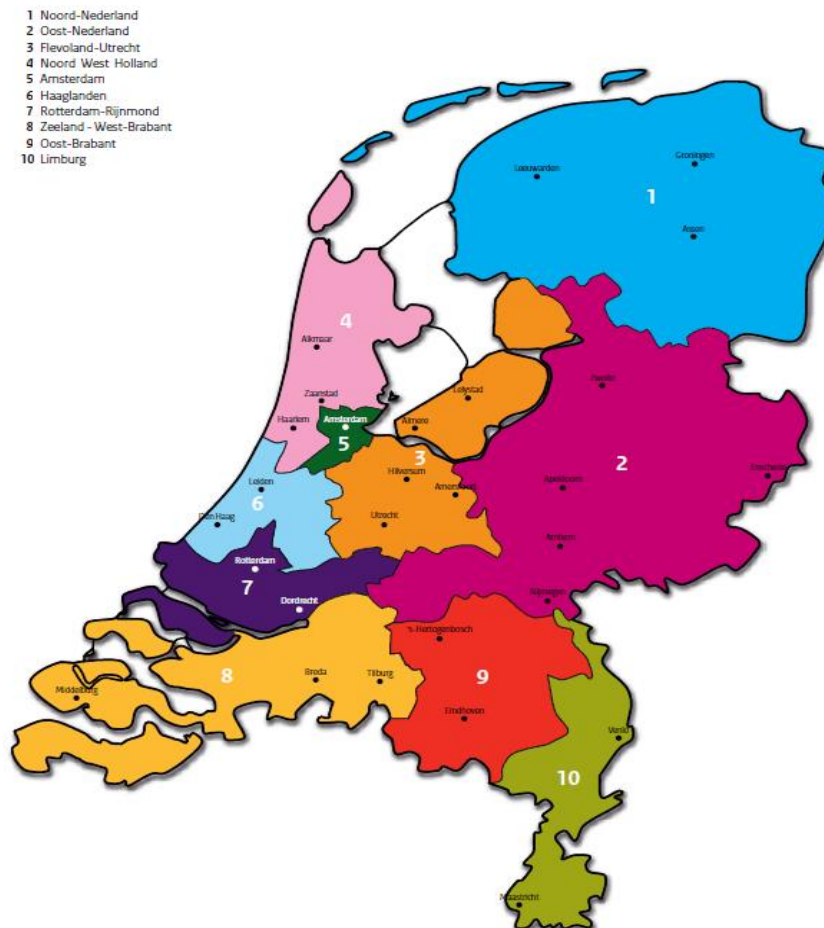 1 Noord-Nederland
2 Oost-Nederland
3 Flevoland-Utrecht
4 Noord West Holland
5 Amsterdam
6 Haaglanden
7 Rotterdam-Rijnmond
8 Zeeland - West-Brabant
9 Oost-Brabant
10 Limburg
Groningen
Leeuwarden
1
Assen
4
Alkmaar
Zwolle
Lelystad
Zaanstad
Haarlem
Amsterdam
Almere
5
3
2
Hilversum
Enschede
Leiden
Apeldoorn
Amersfoort
6
Den Haag
Utrecht
Arnhem
Rotterdam
7
Dordrecht
Nijmegen
's-Hertogenbosch
8
Breda
Tilburg
9
Middelburg
Eindhoven
Venlo
10
Maastricht